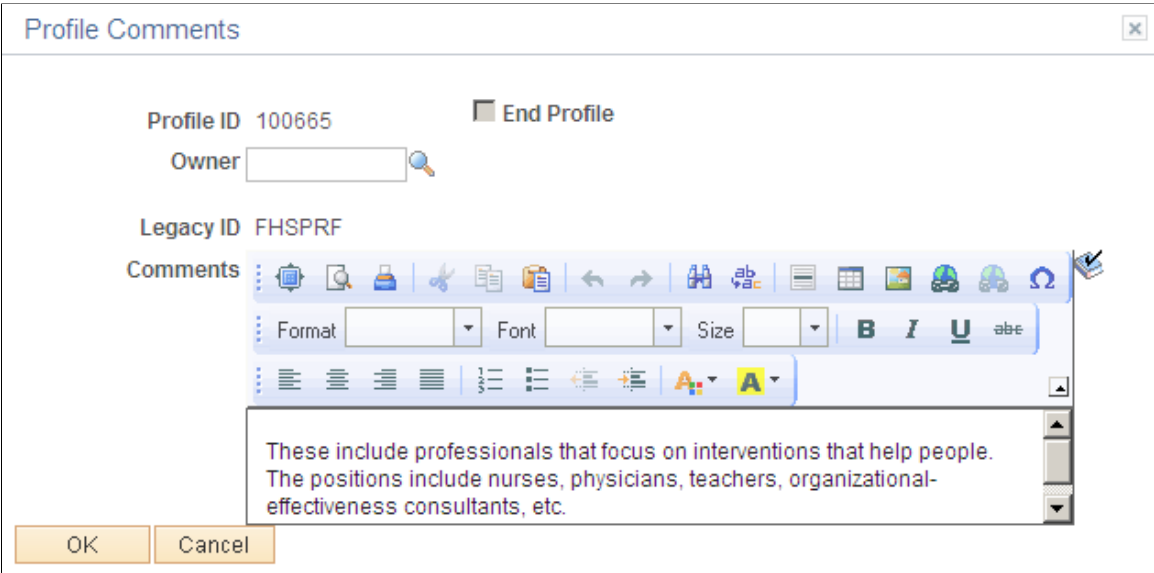 Profile Comments
Profile ID 100665
End Profile
Owner
Legacy ID FHSPRF
Comments
Format
Font
Size
B I U abc
A A
These include professionals that focus on interventions that help people.
The positions include nurses, physicians, teachers, organizational-
effectiveness consultants, etc.
OK Cancel